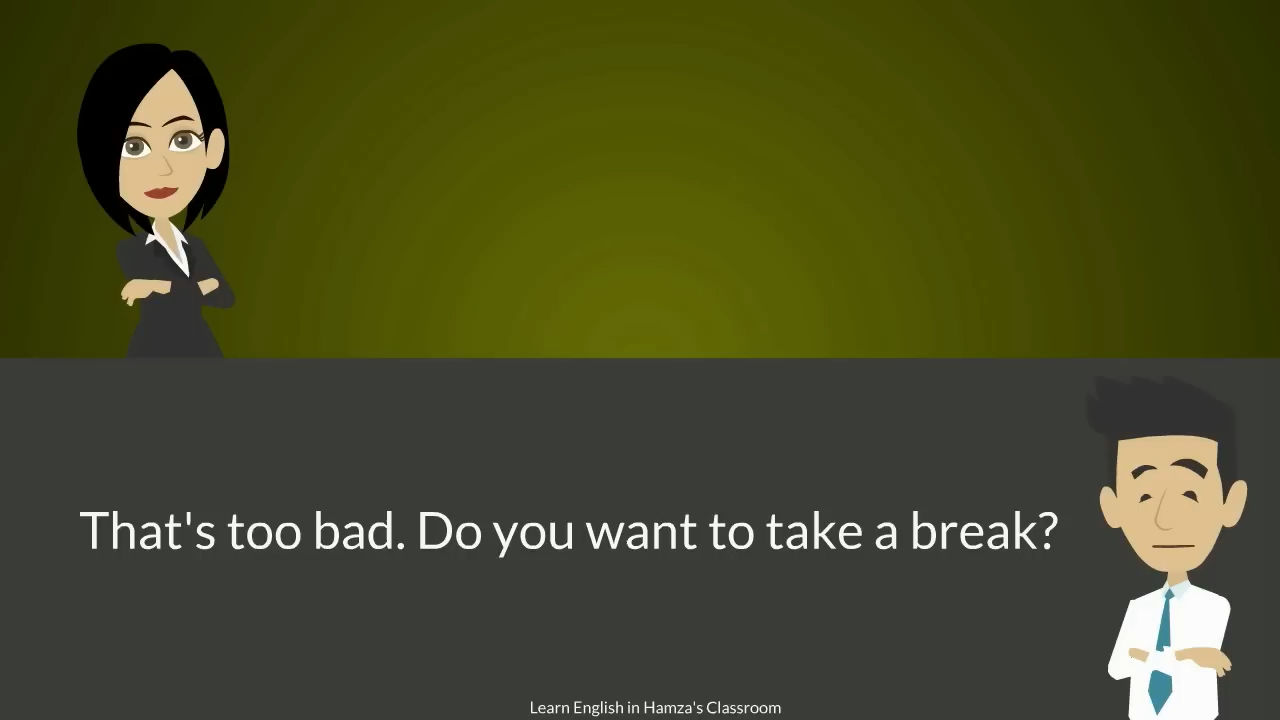 That's too bad. Do you want to take a break?
Learn English in Hamza's Classroom